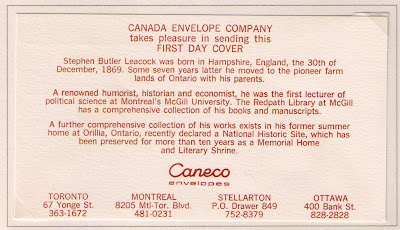 CANADA ENVELOPE COMPANY
takes pleasure in sending this
FIRST DAY COVER
Stephen Butler Leacock was born in Hampshire, England, the 30th of
December, 1869. Some seven years latter he moved to the pioneer farm
lands of Ontario with his parents.
A renowned humorist, historian and economist, he was the first lecturer of
political science at Montreal's McGill University. The Redpath Library at McGill
has a comprehensive collection of his books and manuscripts.
A further comprehensive collection of his works exists in his former summer
home at Orillia, Ontario, recently declared a National Historic Site, which has
been preserved for more than ten years as a Memorial Home
and Literary Shrine.
Caneco
envelopes
TORONTO MONTREAL STELLARTON OTTAWA
67 Yonge St. 8205 Mtl-Tor. Blvd. P.O. Drawer 849 400 Bank St.
363-1672 481-0231 752-8379 828-2828